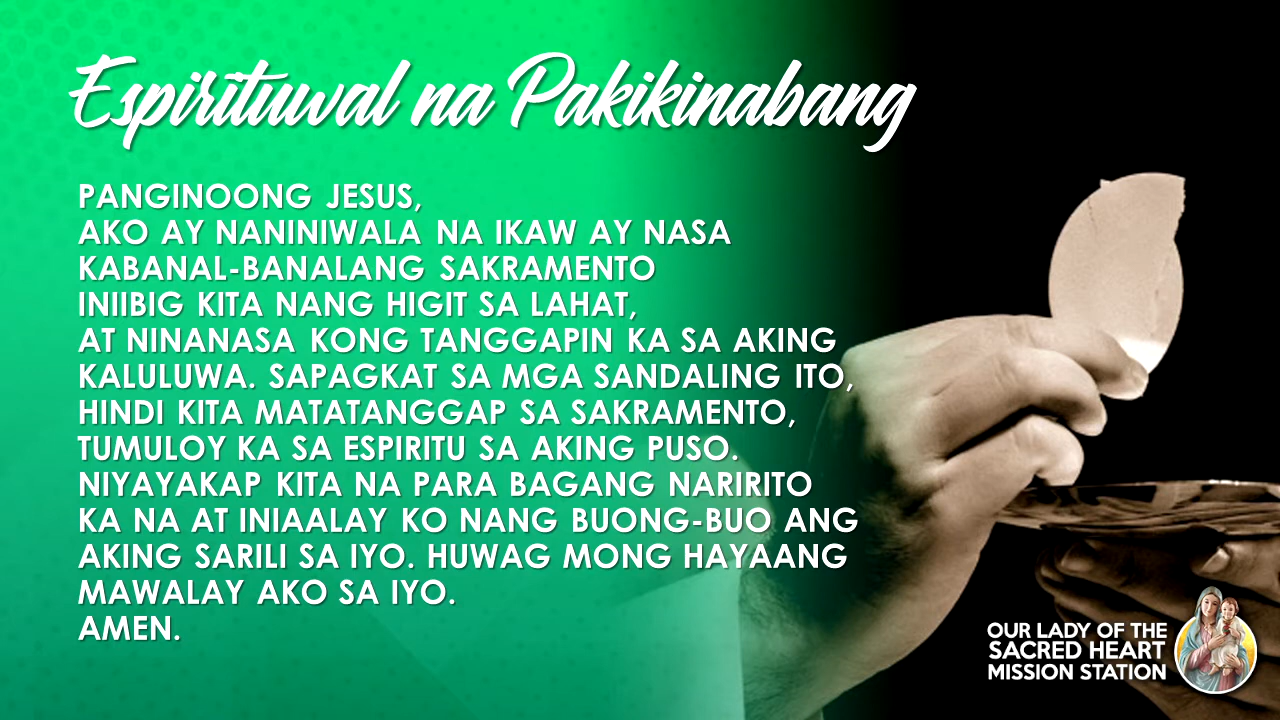 Espirituwal na Pakikinabang
PANGINOONG JESUS,
AKO AY NANINIWALA NA IKAW AY NASA
KABANAL-BANALANG SAKRAMENTO
INIIBIG KITA NANG HIGIT SA LAHAT,
AT NINANASA KONG TANGGAPIN KA SA AKING
KALULUWA. SAPAGKAT SA MGA SANDALING ITO,
HINDI KITA MATATANGGAP SA SAKRAMENTO,
TUMULOY KA SA ESPIRITU SA AKING PUSO.
NIYAYAKAP KITA NA PARA BAGANG NARIRITO
KA NA AT INIAALAY KO NANG BUONG-BUO ANG
AKING SARILI SA IYO. HUWAG MONG HAYAANG
MAWALAY AKO SA IYO.
AMEN.
OUR LADY OF THE
SACRED HEART
MISSION STATION